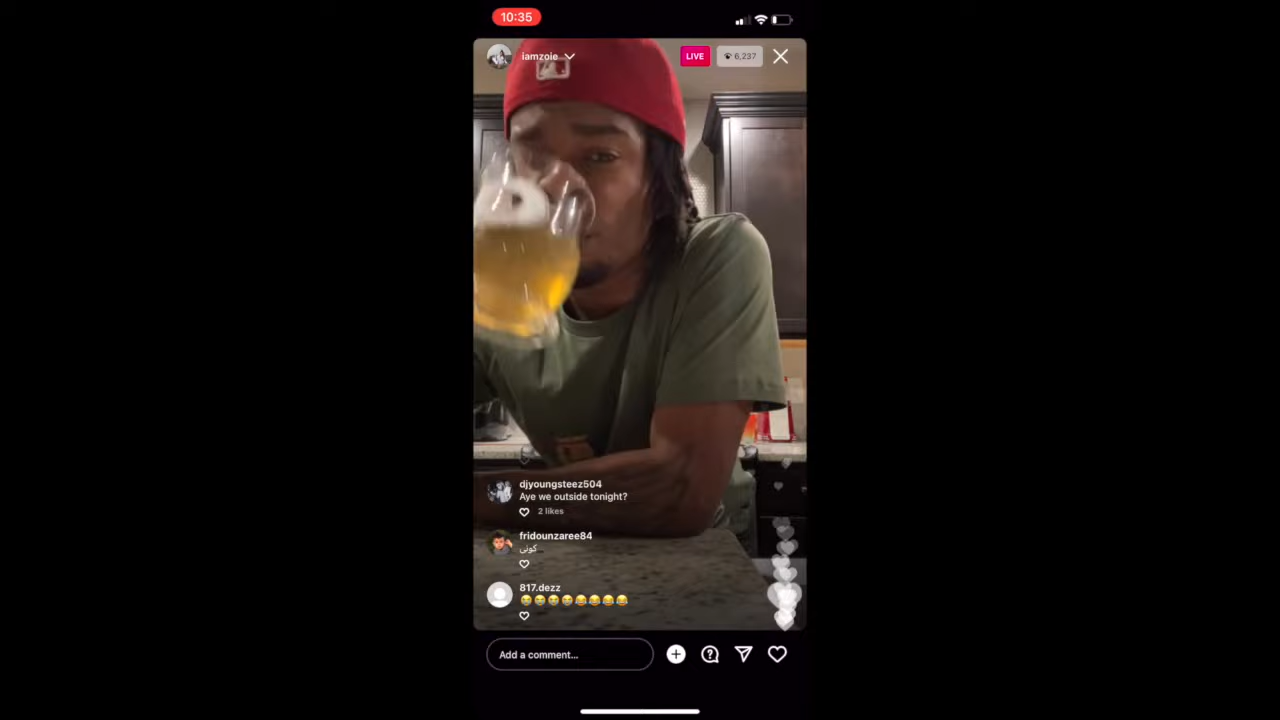 10:35
iamzoie
LIVE
6,237
djyoungsteez504
Aye we outside tonight?
2 likes
fridounzaree84
کونی
817.dezz
😭😭😭😭😂😂😂😂
Add a comment...